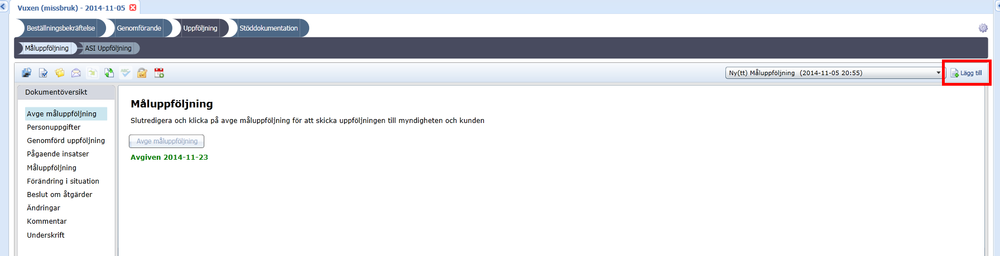 Vuxen (missbruk) - 2014-11-05
Beställningsbekräftelse Genomförande Uppföljning Stöddokumentation
Måluppföljning ASI Uppföljning
Ny(tt) Måluppföljning (2014-11-05 20:55) Lägg till
Dokumentöversikt
Avge måluppföljning
Personuppgifter
Genomförd uppföljning
Pågaende insatser
Måluppföljning
Förändring i situation
Beslut om åtgärder
Ändringar
Kommentar
Underskrift
Måluppföljning
Slutredigera och klicka på avge måluppföljning för att skicka uppföljningen till myndigheten och kunden
Avge måluppföljning
Avgiven 2014-11-23